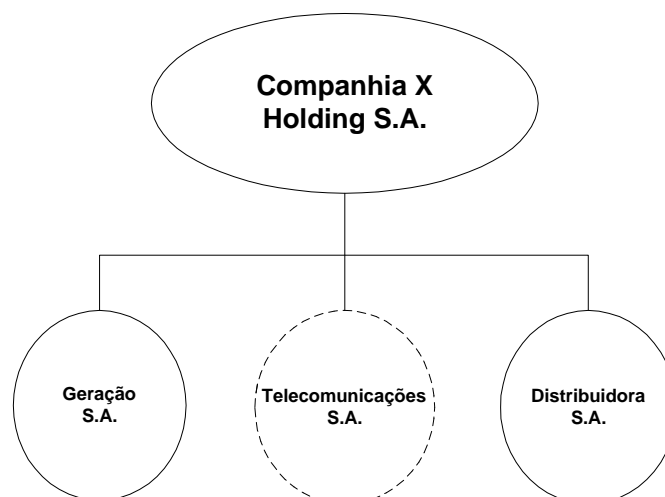 Companhia X
Holding S.A.
Geração
S.A.
Telecomunicações
S.A.
Distribuidora
S.A.